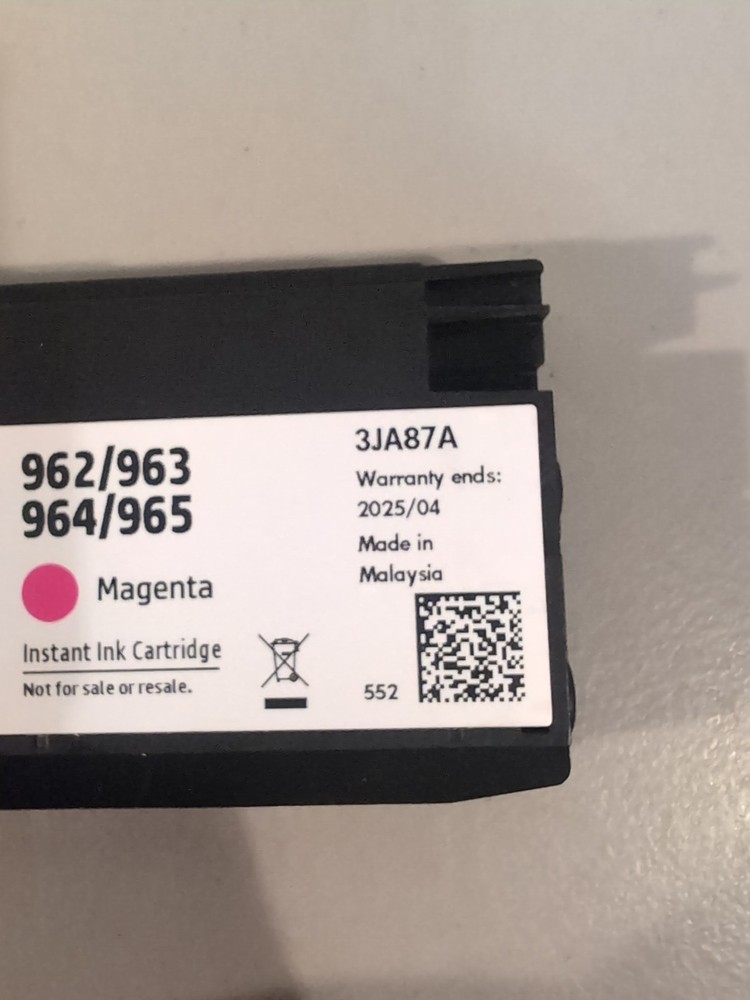 962/963
964/965
Magenta
Instant Ink Cartridge
Not for sale or resale.
3JA87A
Warranty ends:
2025/04
Made in
Malaysia
552